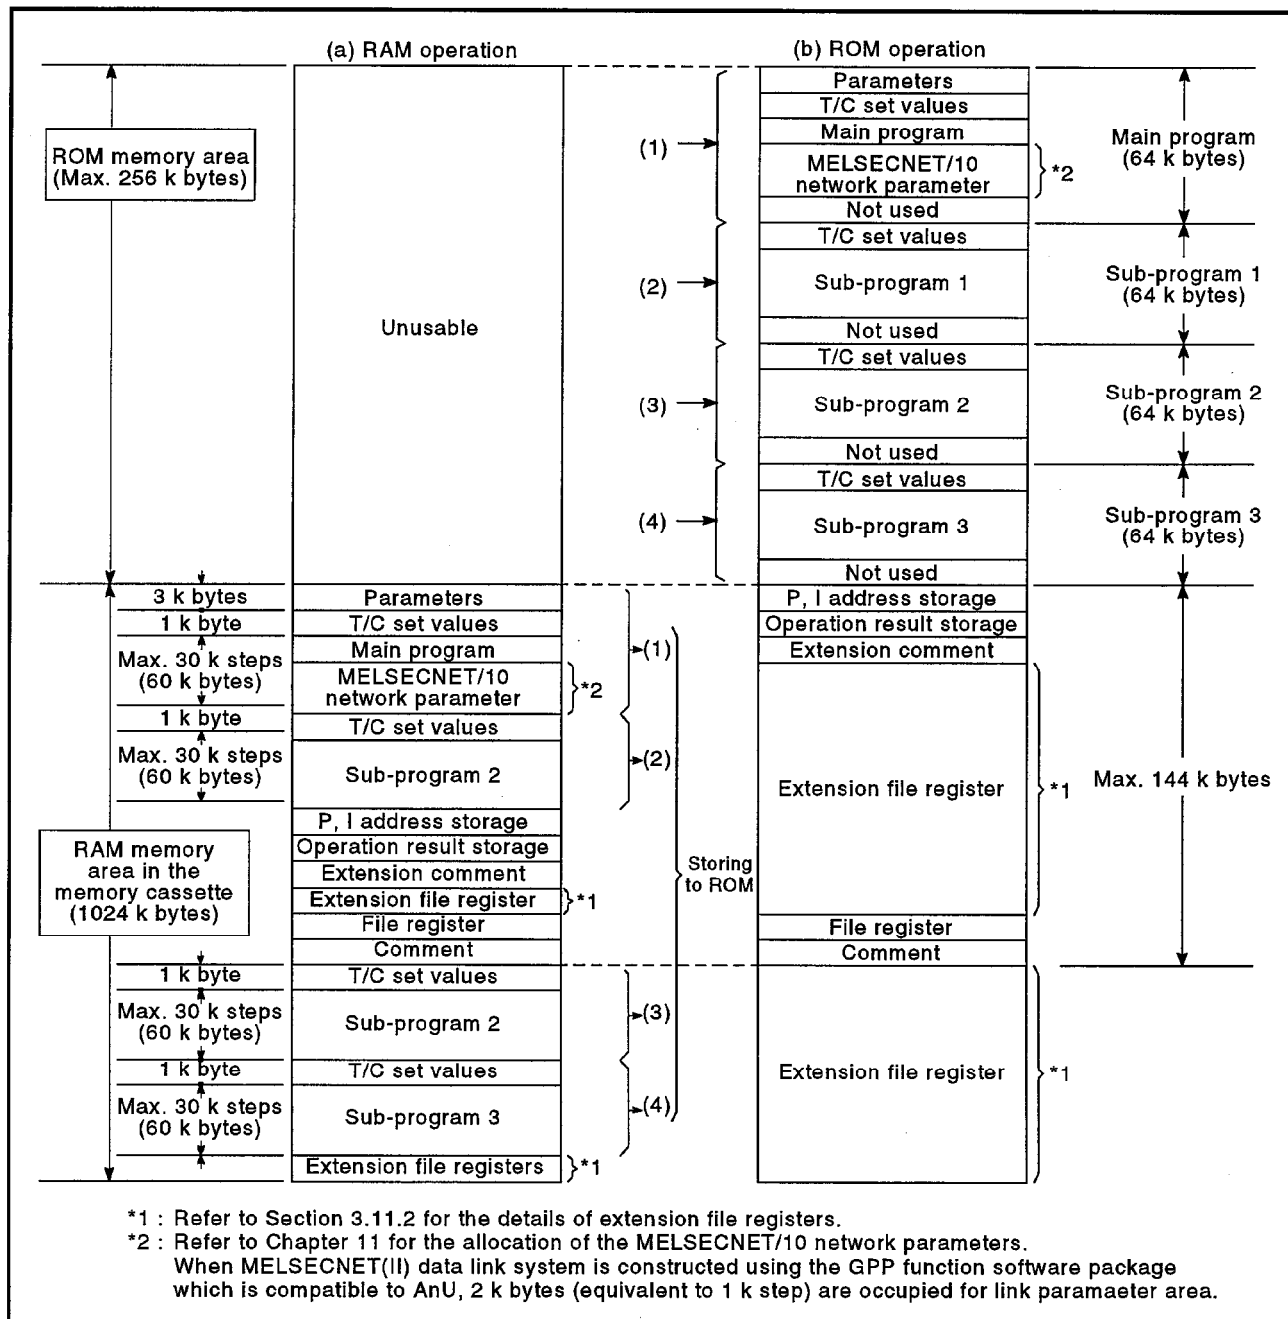 (a) RAM operation
(b) ROM operation
ROM memory area
(Max. 256 k bytes)
Unusable
(1)
(2)
(3)
(4)
Parameters
T/C set values
Main program
MELSECNET/10
network parameter
*2
Not used
T/C set values
Sub-program 1
Not used
T/C set values
Sub-program 2
Not used
T/C set values
Sub-program 3
Not used
Main program
(64 k bytes)
Sub-program 1
(64 k bytes)
Sub-program 2
(64 k bytes)
Sub-program 3
(64 k bytes)
RAM memory
area in the
memory cassette
(1024 k bytes)
3 k bytes
1 k byte
Max. 30 k steps
(60 k bytes)
1 k byte
Max. 30 k steps
(60 k bytes)
1 k byte
Max. 30 k steps
(60 k bytes)
1 k byte
Max. 30 k steps
(60 k bytes)
Parameters
T/C set values
Main program
MELSECNET/10
network parameter
*2
T/C set values
Sub-program 2
P, I address storage
Operation result storage
Extension comment
Extension file register
*1
File register
Comment
T/C set values
Sub-program 2
T/C set values
Sub-program 3
Extension file registers
*1
(1)
(2)
(3)
(4)
Storing
to ROM
P, I address storage
Operation result storage
Extension comment
Extension file register
*1
File register
Comment
Extension file register
*1
Max. 144 k bytes
*1 : Refer to Section 3.11.2 for the details of extension file registers.
*2 : Refer to Chapter 11 for the allocation of the MELSECNET/10 network parameters.
When MELSECNET(II) data link system is constructed using the GPP function software package
which is compatible to AnU, 2 k bytes (equivalent to 1 k step) are occupied for link paramaeter area.